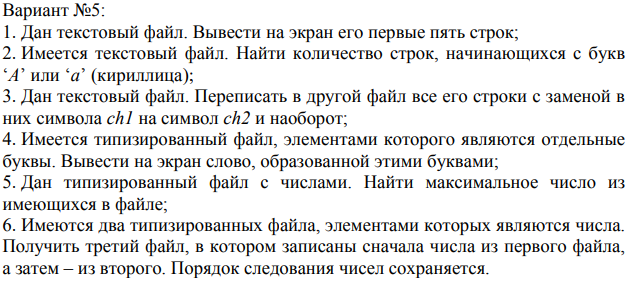 Вариант №5:
1. Дан текстовый файл. Вывести на экран его первые пять строк;
2. Имеется текстовый файл. Найти количество строк, начинающихся с букв
‘А’ или ‘а’ (кириллица);
3. Дан текстовый файл. Переписать в другой файл все его строки с заменой в
них символа ch1 на символ ch2 и наоборот;
4. Имеется типизированный файл, элементами которого являются отдельные
буквы. Вывести на экран слово, образованной этими буквами;
5. Дан типизированный файл с числами. Найти максимальное число из
имеющихся в файле;
6. Имеются два типизированных файла, элементами которых являются числа.
Получить третий файл, в котором записаны сначала числа из первого файла,
а затем – из второго. Порядок следования чисел сохраняется.